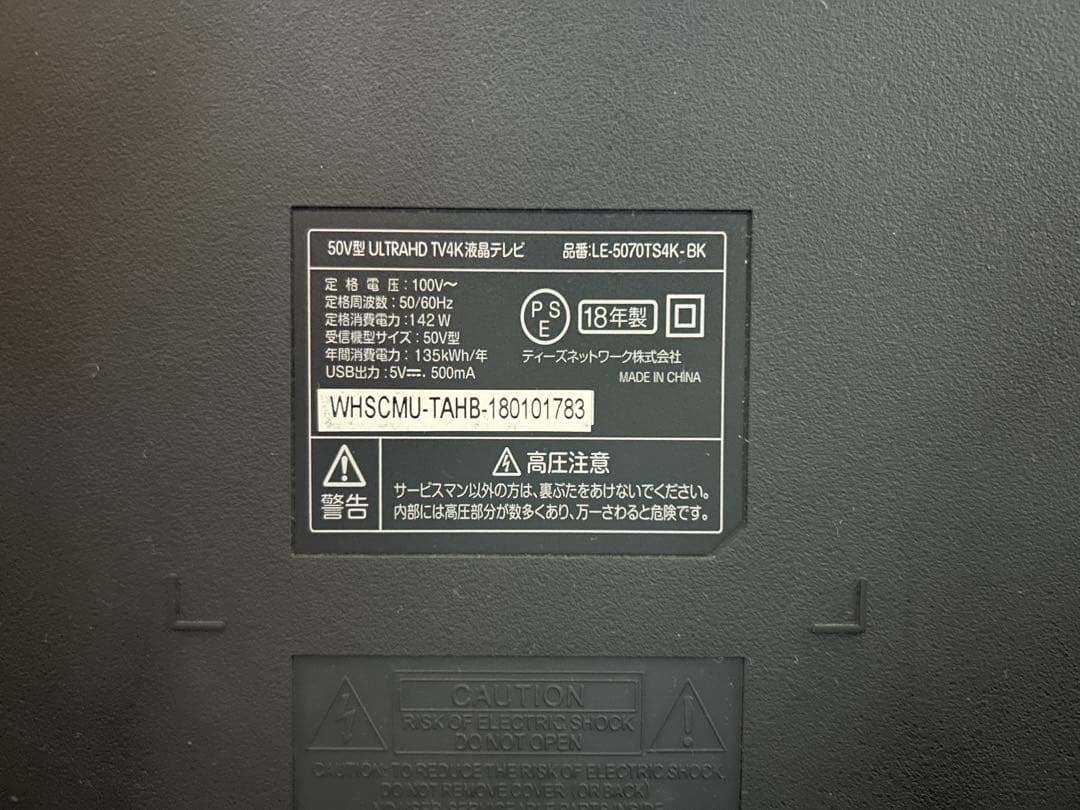 50V型 ULTRAHD TV4K液晶テレビ 品番:LE-5070TS4K-BK
定格電圧:100V～
定格周波数:50/60Hz
定格消費電力:142W
受信機型サイズ:50V型
年間消費電力:135kWh/年
USB出力:5V⎓, 500mA
PSE
18年製
ティーズネットワーク株式会社
MADE IN CHINA
WHSCMU-TAHB-180101783
警告
高圧注意
サービスマン以外の方は、裏ぶたをあけないでください。
内部には高圧部分が数多くあり、万一さわると危険です。
CAUTION
RISK OF ELECTRIC SHOCK
DO NOT OPEN
CAUTION: TO REDUCE THE RISK OF ELECTRIC SHOCK,
DO NOT REMOVE COVER (OR BACK)
NO USER-SERVICEABLE PARTS INSIDE